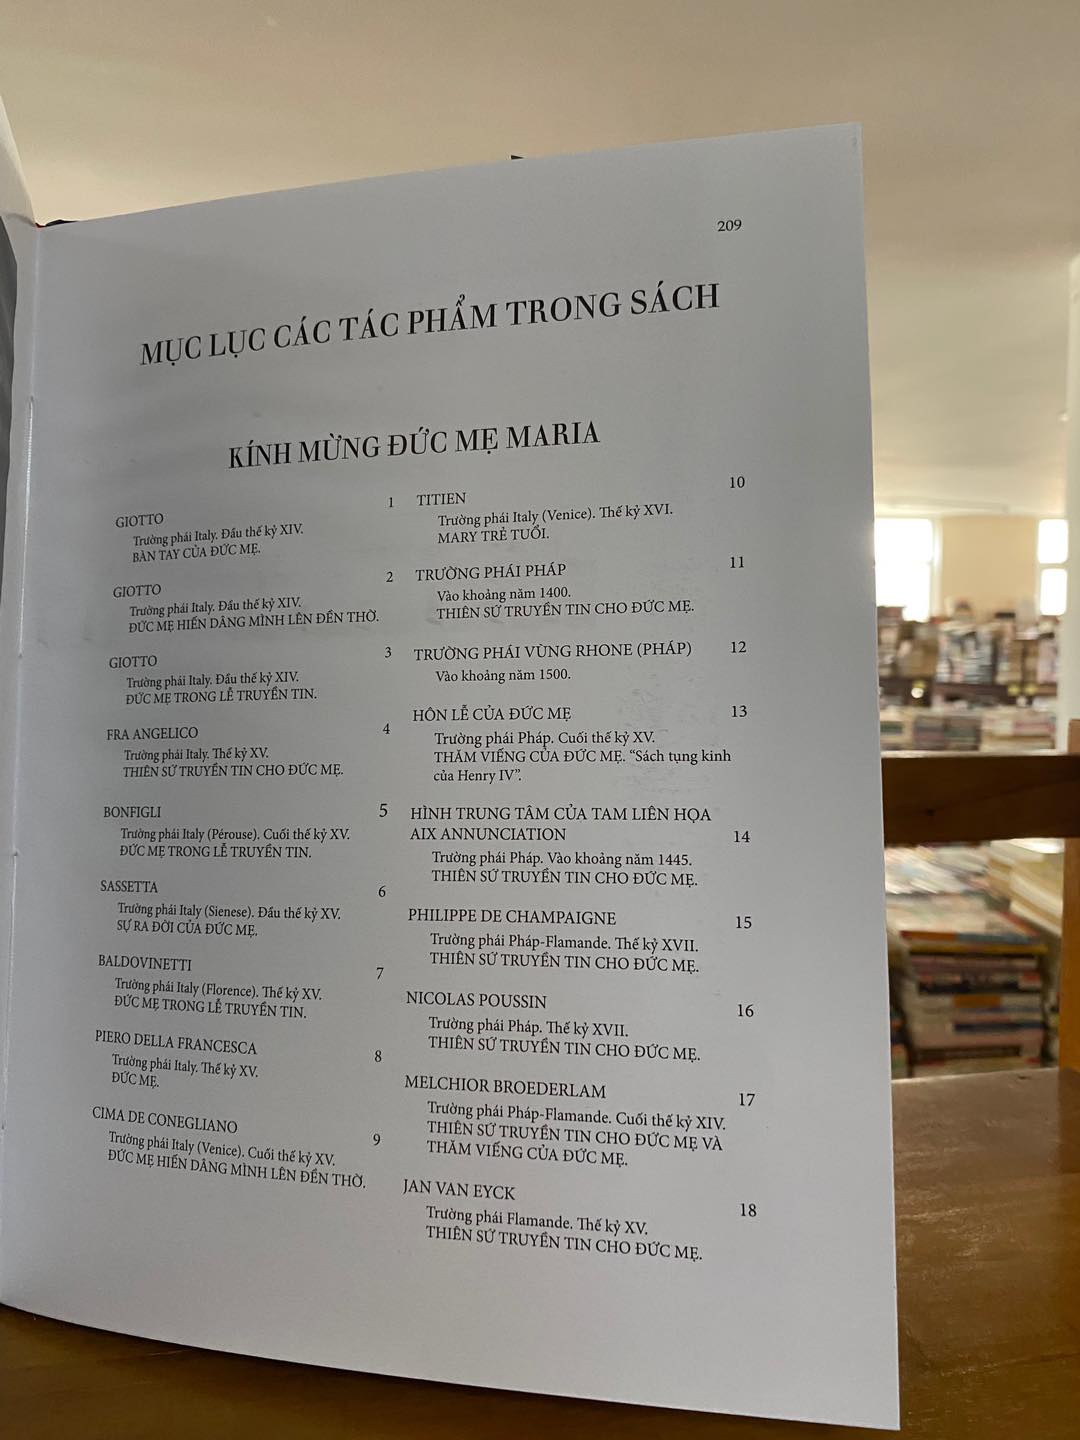 209
MỤC LỤC CÁC TÁC PHẨM TRONG SÁCH
KÍNH MỪNG ĐỨC MẸ MARIA
GIOTTO 1
Trường phái Italy. Đầu thế kỷ XIV.
BÀN TAY CỦA ĐỨC MẸ.
GIOTTO 2
Trường phái Italy. Đầu thế kỷ XIV.
ĐỨC MẸ HIẾN DÂNG MÌNH LÊN ĐỀN THỜ.
GIOTTO 3
Trường phái Italy. Đầu thế kỷ XIV.
ĐỨC MẸ TRONG LỄ TRUYỀN TIN.
FRA ANGELICO 4
Trường phái Italy. Thế kỷ XV.
THIÊN SỨ TRUYỀN TIN CHO ĐỨC MẸ.
BONFIGLI 5
Trường phái Italy (Pérouse). Cuối thế kỷ XV.
ĐỨC MẸ TRONG LỄ TRUYỀN TIN.
SASSETTA 6
Trường phái Italy (Sienese). Đầu thế kỷ XV.
SỰ RA ĐỜI CỦA ĐỨC MẸ.
BALDOVINETTI 7
Trường phái Italy (Florence). Thế kỷ XV.
ĐỨC MẸ TRONG LỄ TRUYỀN TIN.
PIERO DELLA FRANCESCA 8
Trường phái Italy. Thế kỷ XV.
ĐỨC MẸ.
CIMA DE CONEGLIANO 9
Trường phái Italy (Venice). Cuối thế kỷ XV.
ĐỨC MẸ HIẾN DÂNG MÌNH LÊN ĐỀN THỜ.
TITIEN 10
Trường phái Italy (Venice). Thế kỷ XVI.
MARY TRẺ TUỔI.
TRƯỜNG PHÁI PHÁP 11
Vào khoảng năm 1400.
THIÊN SỨ TRUYỀN TIN CHO ĐỨC MẸ.
TRƯỜNG PHÁI VÙNG RHONE (PHÁP) 12
Vào khoảng năm 1500.
HÔN LỄ CỦA ĐỨC MẸ 13
Trường phái Pháp. Cuối thế kỷ XV.
THĂM VIẾNG CỦA ĐỨC MẸ. “Sách tụng kinh
của Henry IV”.
HÌNH TRUNG TÂM CỦA TAM LIÊN HỌA
AIX ANNUNCIATION 14
Trường phái Pháp. Vào khoảng năm 1445.
THIÊN SỨ TRUYỀN TIN CHO ĐỨC MẸ.
PHILIPPE DE CHAMPAIGNE 15
Trường phái Pháp-Flamande. Thế kỷ XVII.
THIÊN SỨ TRUYỀN TIN CHO ĐỨC MẸ.
NICOLAS POUSSIN 16
Trường phái Pháp. Thế kỷ XVII.
THIÊN SỨ TRUYỀN TIN CHO ĐỨC MẸ.
MELCHIOR BROEDERLAM 17
Trường phái Pháp-Flamande. Cuối thế kỷ XIV.
THIÊN SỨ TRUYỀN TIN CHO ĐỨC MẸ VÀ
THĂM VIẾNG CỦA ĐỨC MẸ.
JAN VAN EYCK 18
Trường phái Flamande. Thế kỷ XV.
THIÊN SỨ TRUYỀN TIN CHO ĐỨC MẸ.